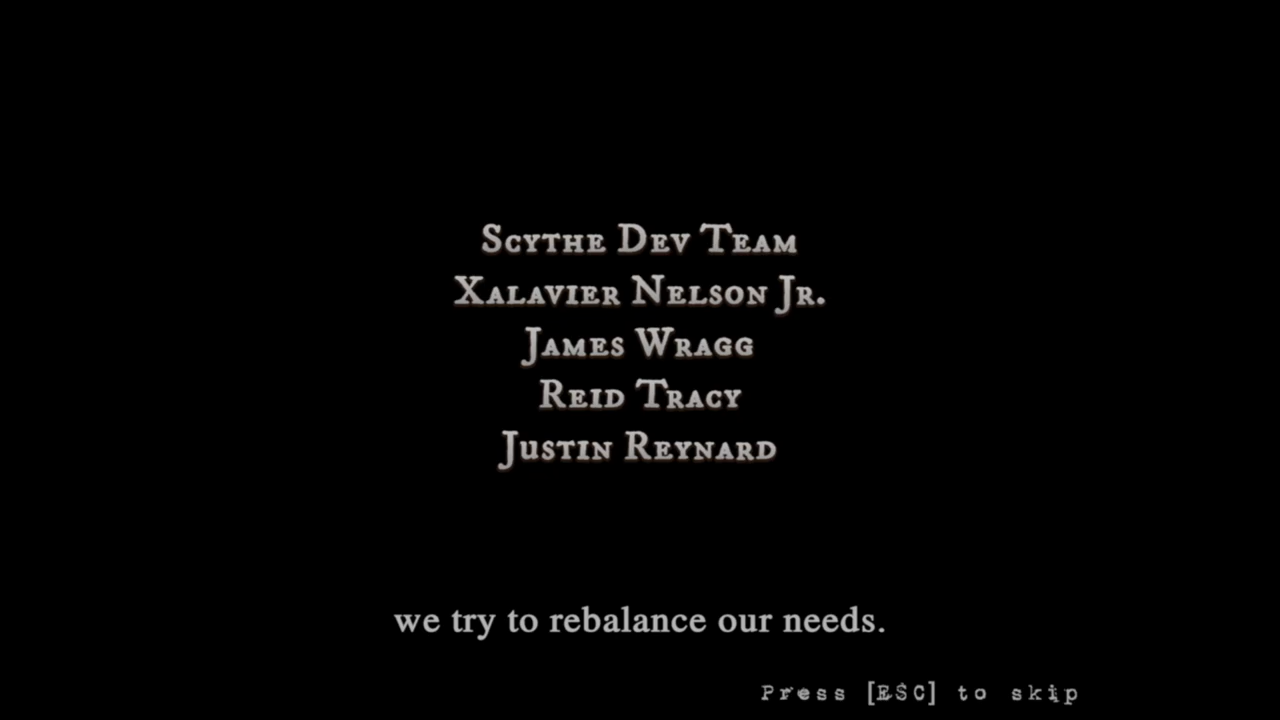 Scythe Dev Team
Xalavier Nelson Jr.
James Wragg
Reid Tracy
Justin Reynard
we try to rebalance our needs.
Press [ESC] to skip